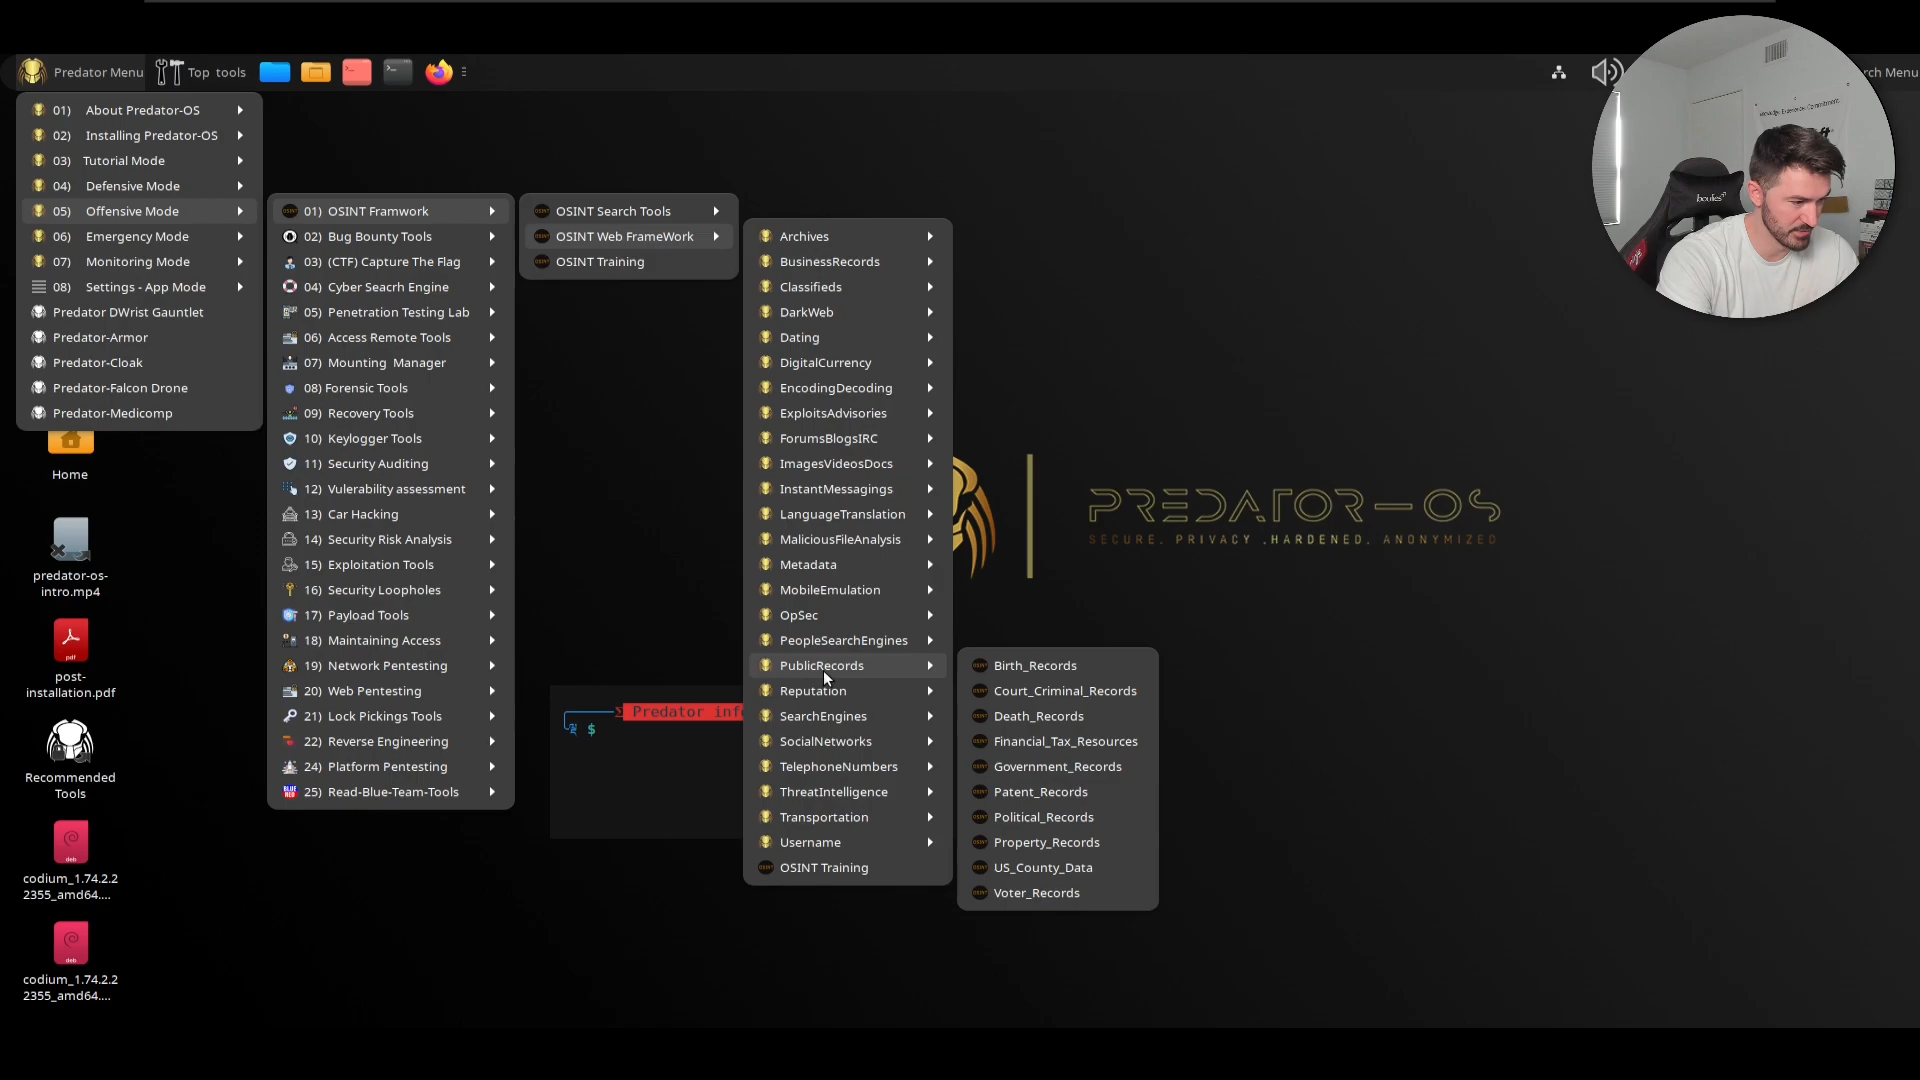 Predator Menu
Top tools
rch Menu
01) About Predator-OS
02) Installing Predator-OS
03) Tutorial Mode
04) Defensive Mode
05) Offensive Mode
06) Emergency Mode
07) Monitoring Mode
08) Settings - App Mode
Predator DWrist Gauntlet
Predator-Armor
Predator-Cloak
Predator-Falcon Drone
Predator-Medicomp
01) OSINT Framwork
02) Bug Bounty Tools
03) (CTF) Capture The Flag
04) Cyber Seacrh Engine
05) Penetration Testing Lab
06) Access Remote Tools
07) Mounting Manager
08) Forensic Tools
09) Recovery Tools
10) Keylogger Tools
11) Security Auditing
12) Vulerability assessment
13) Car Hacking
14) Security Risk Analysis
15) Exploitation Tools
16) Security Loopholes
17) Payload Tools
18) Maintaining Access
19) Network Pentesting
20) Web Pentesting
21) Lock Pickings Tools
22) Reverse Engineering
24) Platform Pentesting
25) Read-Blue-Team-Tools
OSINT Search Tools
OSINT Web FrameWork
OSINT Training
Archives
BusinessRecords
Classifieds
DarkWeb
Dating
DigitalCurrency
EncodingDecoding
ExploitsAdvisories
ForumsBlogsIRC
ImagesVideosDocs
InstantMessagings
LanguageTranslation
MaliciousFileAnalysis
Metadata
MobileEmulation
OpSec
PeopleSearchEngines
PublicRecords
Reputation
SearchEngines
SocialNetworks
TelephoneNumbers
ThreatIntelligence
Transportation
Username
OSINT Training
Birth_Records
Court_Criminal_Records
Death_Records
Financial_Tax_Resources
Government_Records
Patent_Records
Political_Records
Property_Records
US_County_Data
Voter_Records
Home
predator-os-
intro.mp4
pdf
post-
installation.pdf
Recommended
Tools
deb
codium_1.74.2.2
2355_amd64....
deb
codium_1.74.2.2
2355_amd64....
Predator inf
$
PREDATOR-OS
SECURE. PRIVACY .HARDENED. ANONYMIZED
Knowledge. Experience. Commitment.
boulies